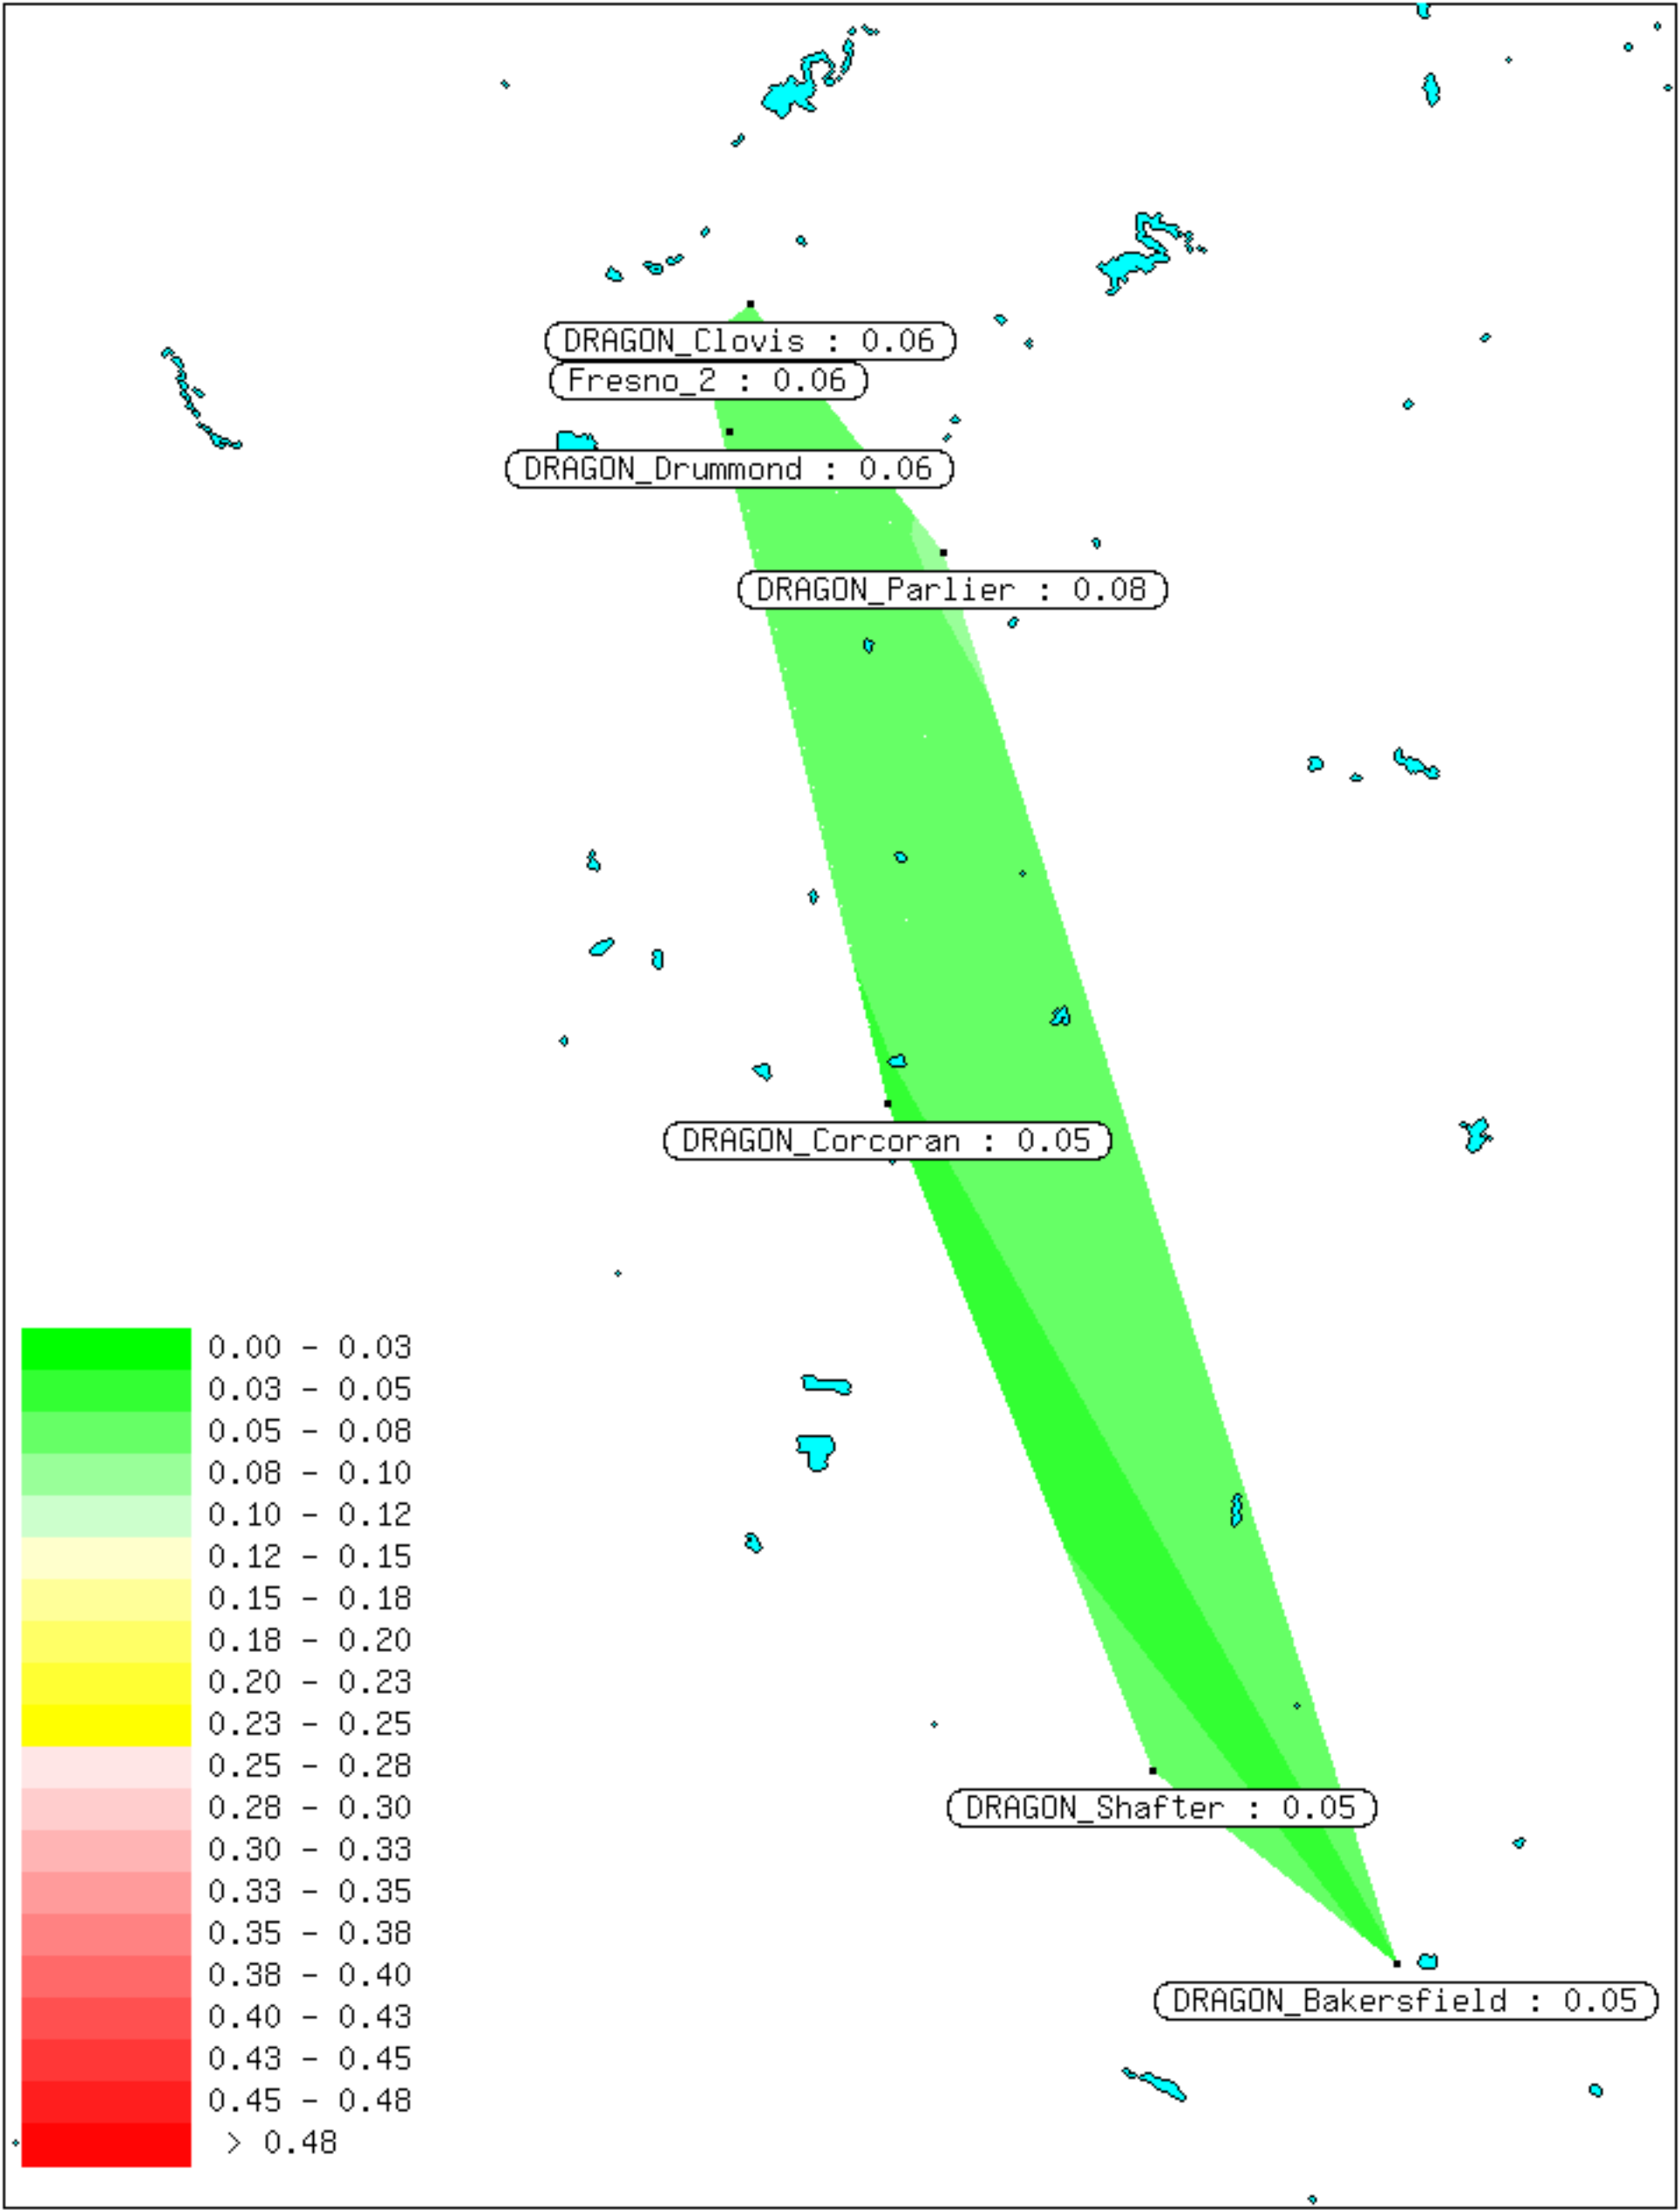 DRAGON_Clovis : 0.06
Fresno_2 : 0.06
DRAGON_Drummond : 0.06
DRAGON_Parlier : 0.08
DRAGON_Corcoran : 0.05
0.00 - 0.03
0.03 - 0.05
0.05 - 0.08
0.08 - 0.10
0.10 - 0.12
0.12 - 0.15
0.15 - 0.18
0.18 - 0.20
0.20 - 0.23
0.23 - 0.25
0.25 - 0.28
0.28 - 0.30
0.30 - 0.33
0.33 - 0.35
0.35 - 0.38
0.38 - 0.40
0.40 - 0.43
0.43 - 0.45
0.45 - 0.48
> 0.48
DRAGON_Shafter : 0.05
DRAGON_Bakersfield : 0.05